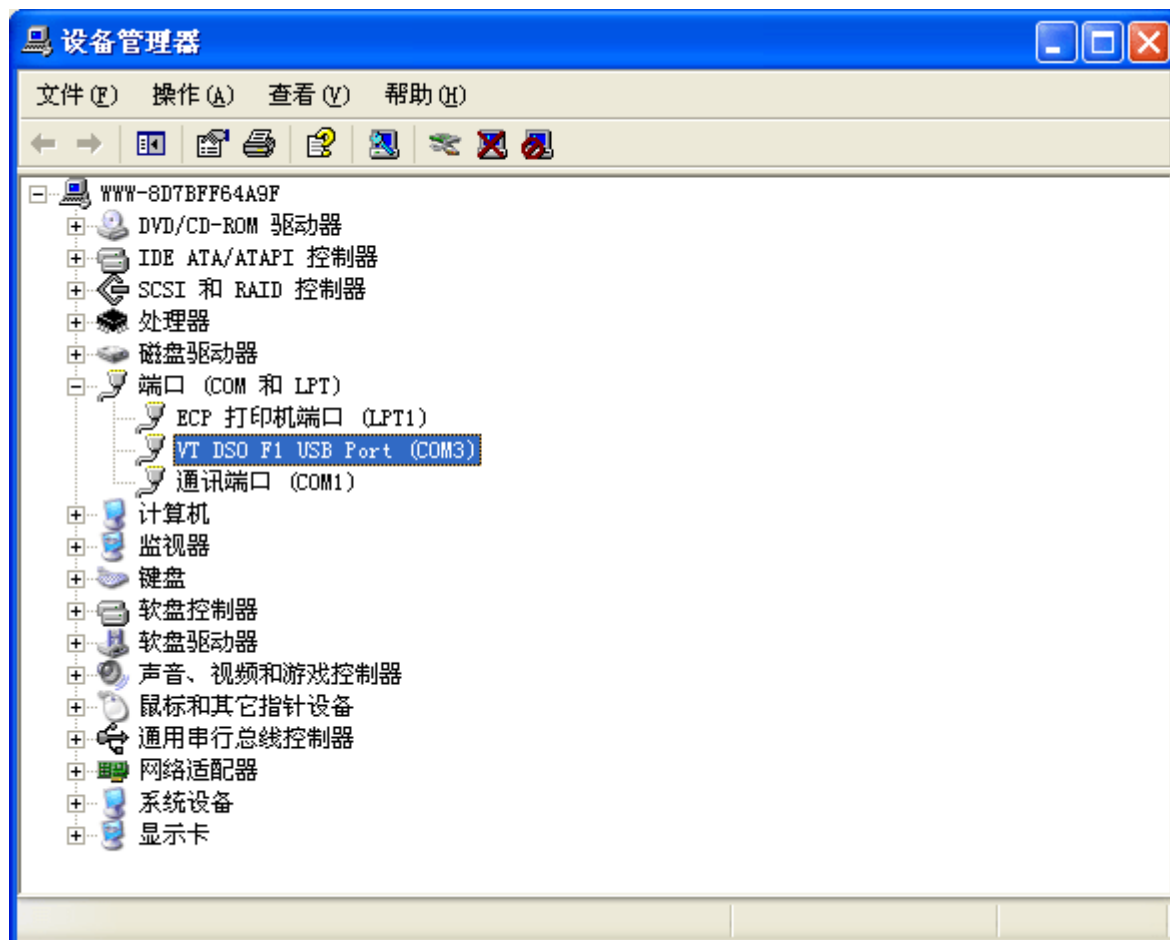 设备管理器
文件(F) 操作(A) 查看(V) 帮助(H)
WWW-8D7BFF64A9F
DVD/CD-ROM 驱动器
IDE ATA/ATAPI 控制器
SCSI 和 RAID 控制器
处理器
磁盘驱动器
端口 (COM 和 LPT)
ECP 打印机端口 (LPT1)
VT DSO F1 USB Port (COM3)
通讯端口 (COM1)
计算机
监视器
键盘
软盘控制器
软盘驱动器
声音、视频和游戏控制器
鼠标和其它指针设备
通用串行总线控制器
网络适配器
系统设备
显示卡